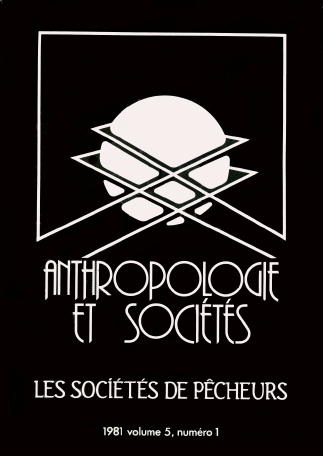 ANTHROPOLOGIE
ET SOCIÉTÉS
LES SOCIÉTÉS DE PÊCHEURS
1981 volume 5, numéro 1